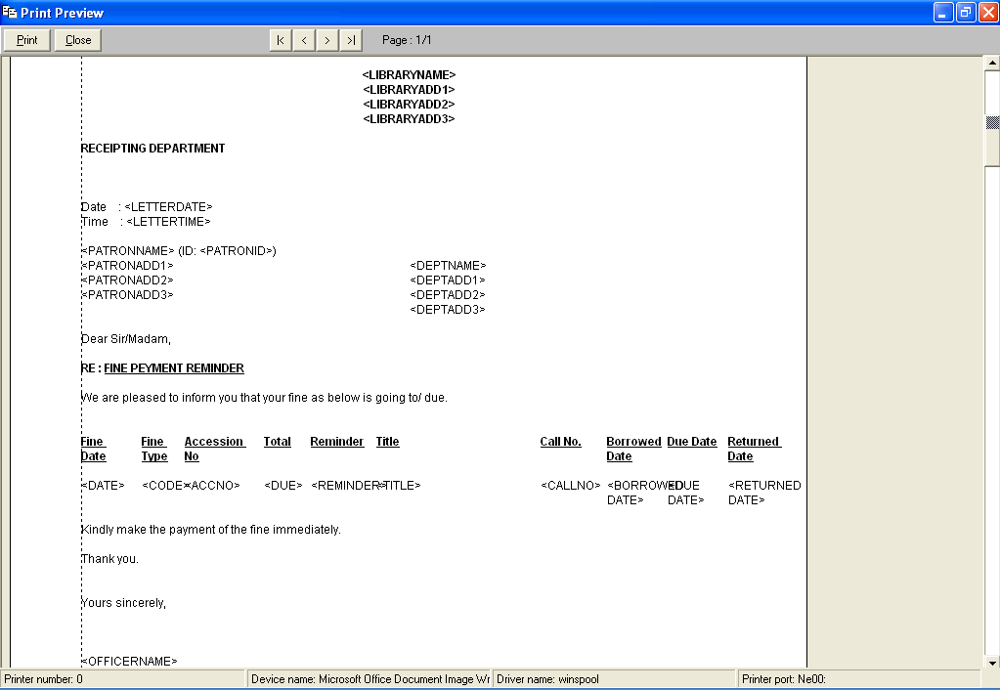 Print Preview
Print Close |< < > >| Page : 1/1
<LIBRARYNAME>
<LIBRARYADD1>
<LIBRARYADD2>
<LIBRARYADD3>
RECEIPTING DEPARTMENT
Date : <LETTERDATE>
Time : <LETTERTIME>
<PATRONNAME> (ID: <PATRONID>)
<PATRONADD1> <DEPTNAME>
<PATRONADD2> <DEPTADD1>
<PATRONADD3> <DEPTADD2>
<DEPTADD3>
Dear Sir/Madam,
RE : FINE PEYMENT REMINDER
We are pleased to inform you that your fine as below is going to/ due.
Fine Fine Accession Total Reminder Title Call No. Borrowed Due Date Returned
Date Type No Date Date
<DATE> <CODE> <ACCNO> <DUE> <REMINDER> <TITLE> <CALLNO> <BORROWED <DUE <RETURNED
DATE> DATE> DATE>
Kindly make the payment of the fine immediately.
Thank you.
Yours sincerely,
<OFFICERNAME>
Printer number: 0 Device name: Microsoft Office Document Image Wr Driver name: winspool Printer port: Ne00: